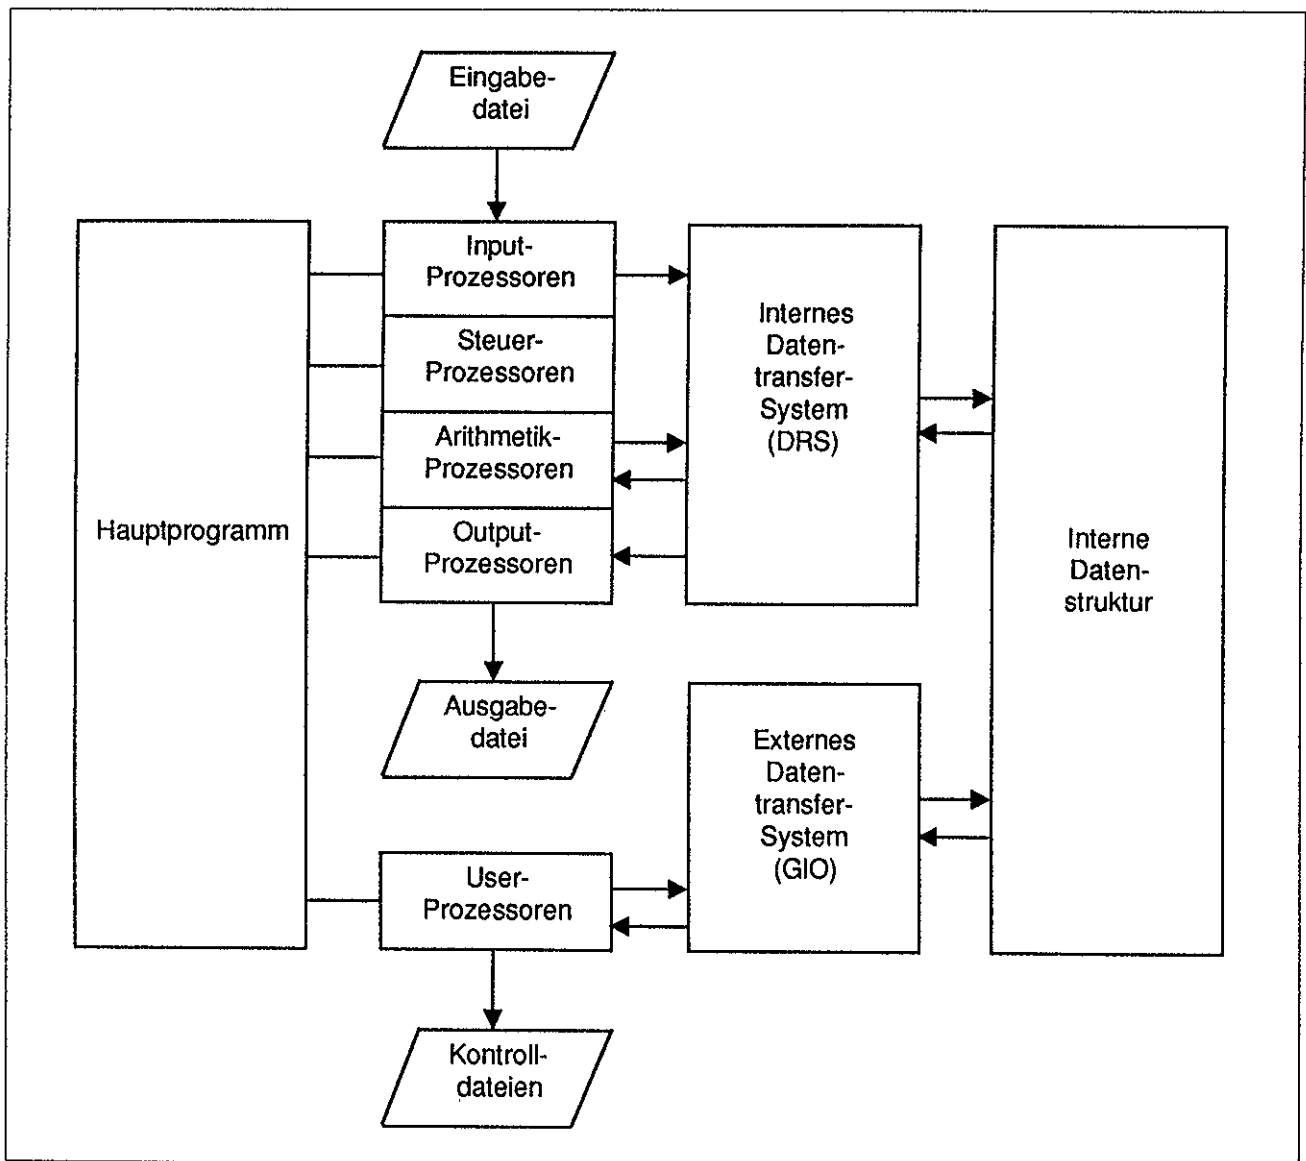 Eingabe-
datei
Input-
Prozessoren
Steuer-
Prozessoren
Arithmetik-
Prozessoren
Output-
Prozessoren
Hauptprogramm
Internes
Daten-
transfer-
System
(DRS)
Interne
Daten-
struktur
Ausgabe-
datei
Externes
Daten-
transfer-
System
(GIO)
User-
Prozessoren
Kontroll-
dateien